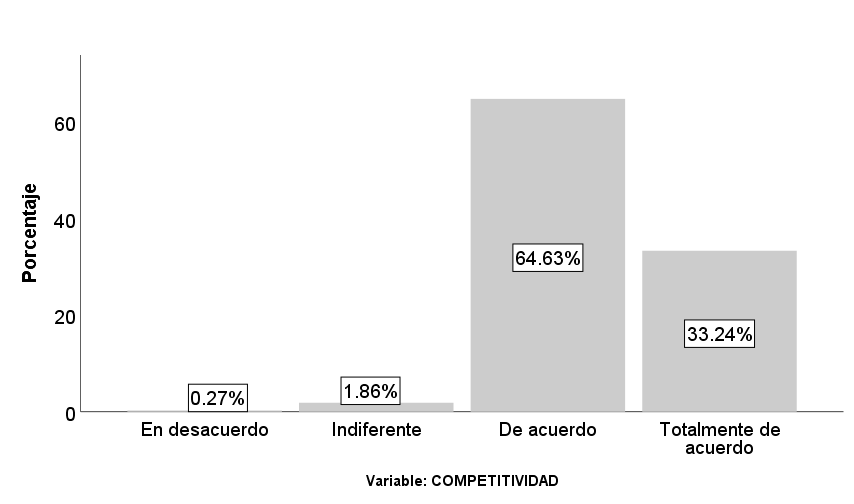 Porcentaje
60
40
20
0
0.27%
1.86%
64.63%
33.24%
En desacuerdo
Indiferente
De acuerdo
Totalmente de
acuerdo
Variable: COMPETITIVIDAD